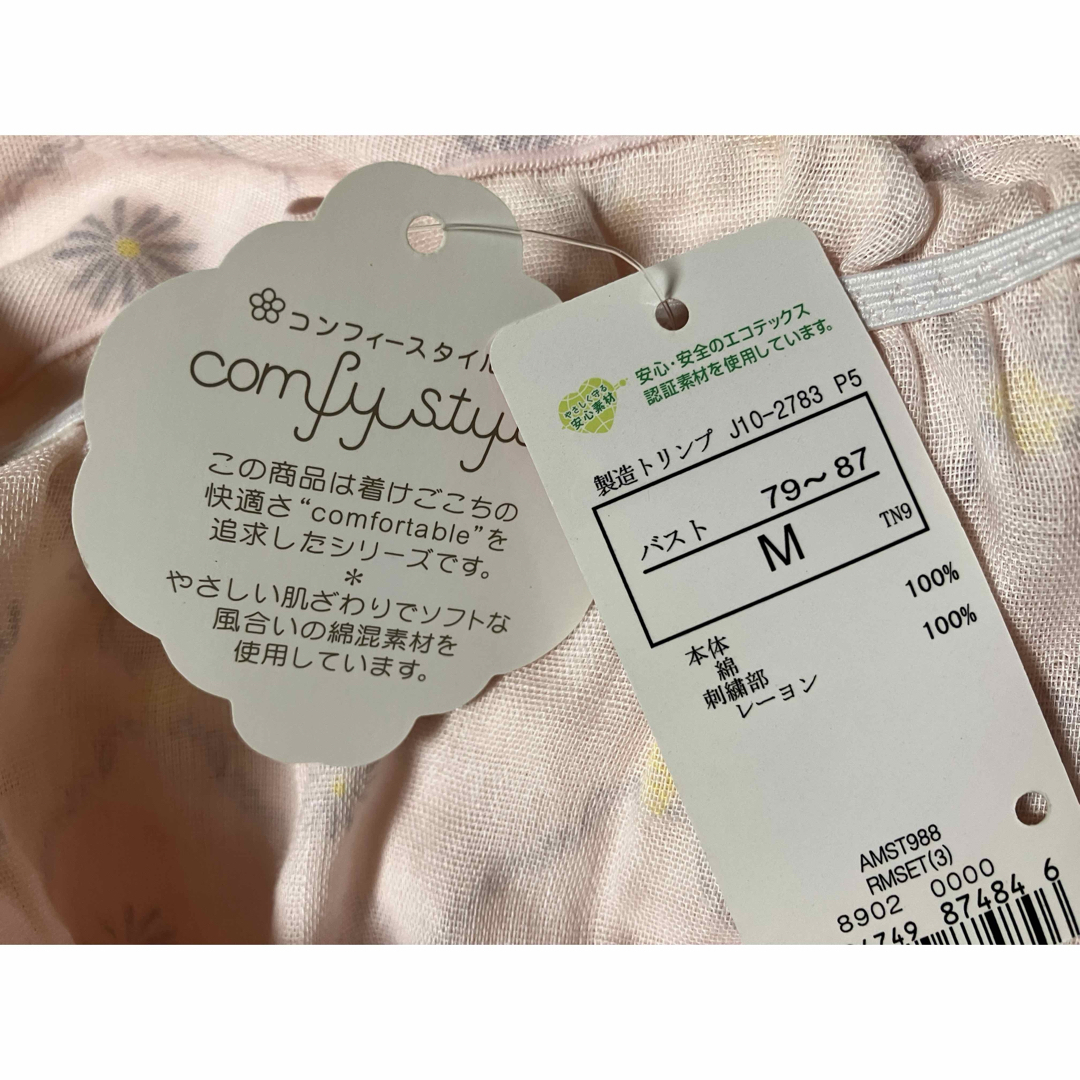 コンフィースタイル
comfy style
この商品は着けごこちの
快適さ“comfortable”を
追求したシリーズです。
*
やさしい肌ざわりでソフトな
風合いの綿混素材を
使用しています。
やさしく守る
安心素材
安心・安全のエコテックス
認証素材を使用しています。
製造トリンプ J10-2783 P5
バスト 79～87
M TN9
本体
綿 100%
刺繍部
レーヨン 100%
AMST988
RMSET(3)
8902 0000
4749 87484 6